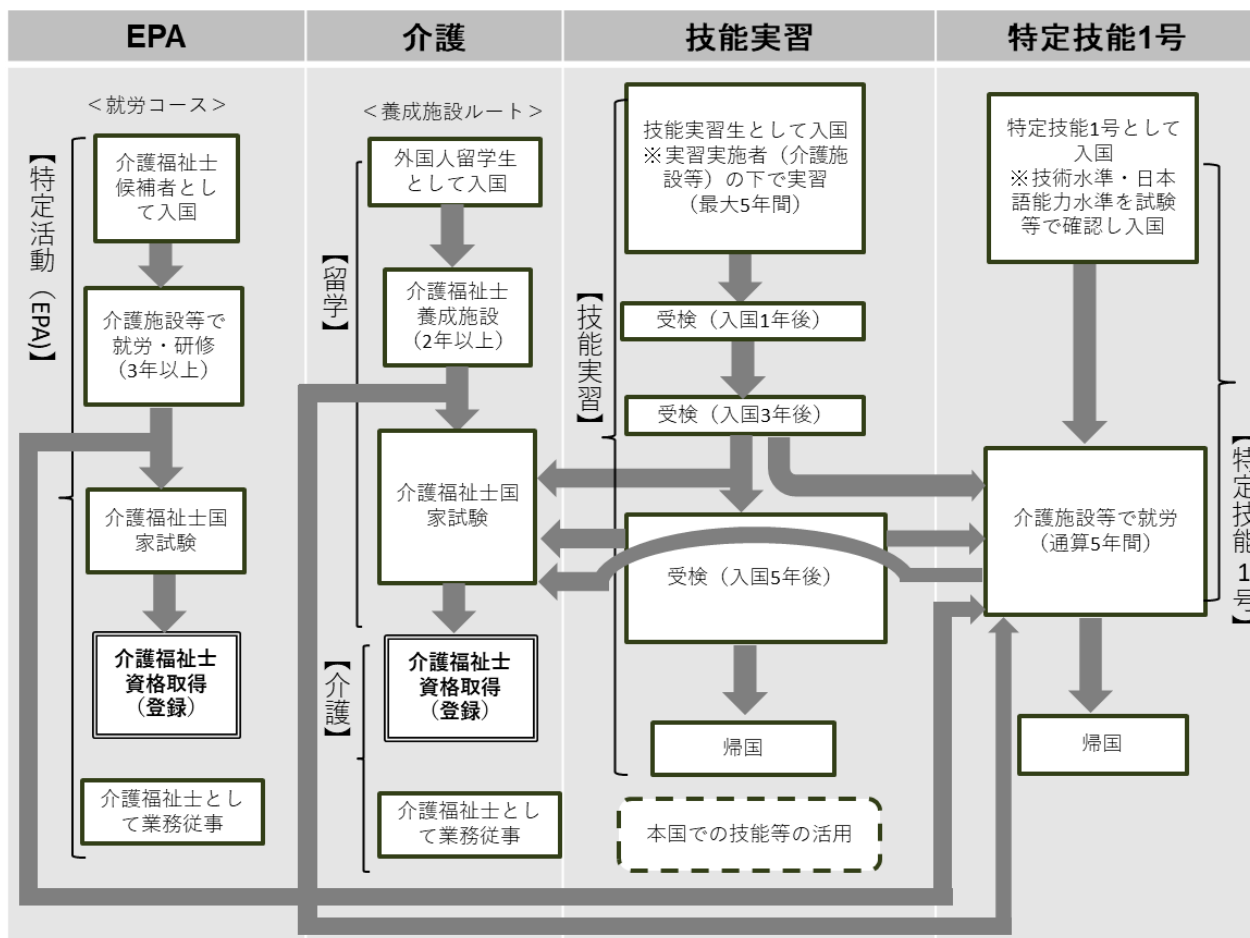 EPA
介護
技能実習
特定技能1号
＜就労コース＞
【特定活動（EPA)】
介護福祉士
候補者とし
て入国
介護施設等で
就労・研修
（3年以上）
介護福祉士国
家試験
介護福祉士
資格取得
（登録）
介護福祉士とし
て業務従事
＜養成施設ルート＞
【留学】
外国人留学生
として入国
介護福祉士
養成施設
（2年以上）
介護福祉士国
家試験
【介護】
介護福祉士
資格取得
（登録）
介護福祉士とし
て業務従事
【技能実習】
技能実習生として入国
※実習実施者（介護施
設等）の下で実習
（最大5年間）
受検（入国1年後）
受検（入国3年後）
受検（入国5年後）
帰国
本国での技能等の活用
特定技能1号として
入国
※技術水準・日本
語能力水準を試験
等で確認し入国
【特定技能1号】
介護施設等で就労
（通算5年間）
帰国